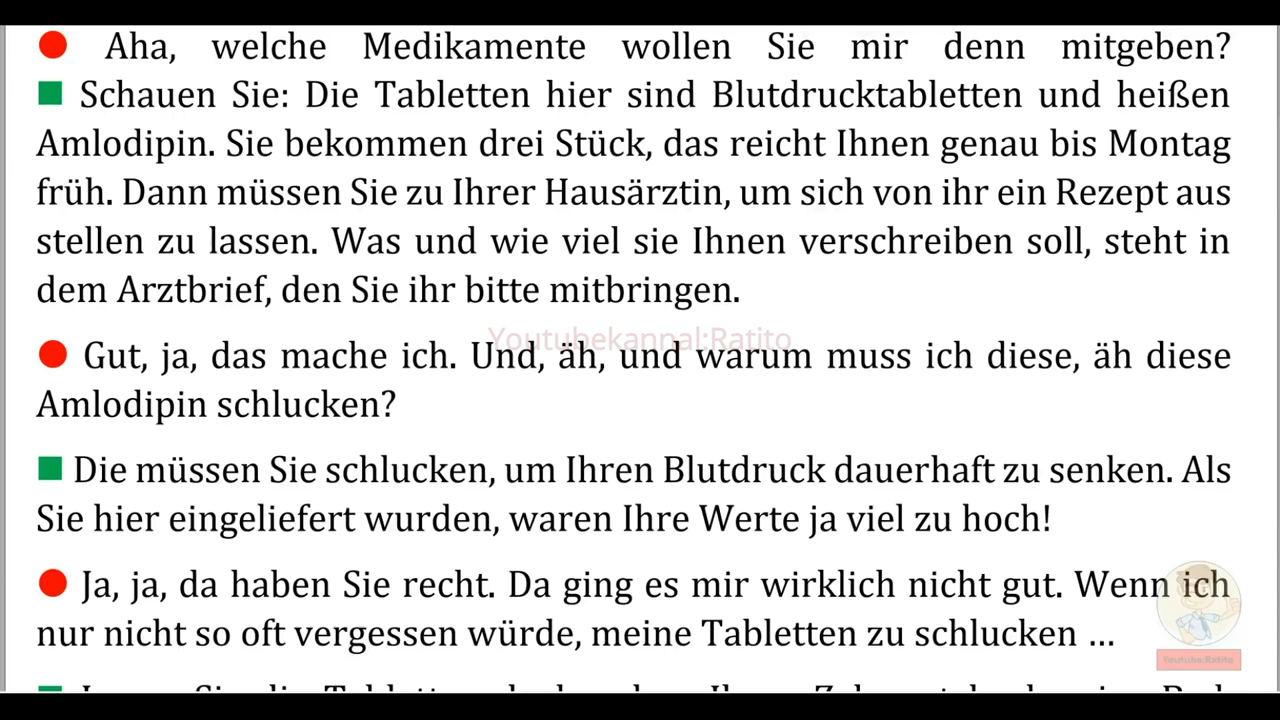 Aha, welche Medikamente wollen Sie mir denn mitgeben?
Schauen Sie: Die Tabletten hier sind Blutdrucktabletten und heißen
Amlodipin. Sie bekommen drei Stück, das reicht Ihnen genau bis Montag
früh. Dann müssen Sie zu Ihrer Hausärztin, um sich von ihr ein Rezept aus
stellen zu lassen. Was und wie viel sie Ihnen verschreiben soll, steht in
dem Arztbrief, den Sie ihr bitte mitbringen.
Youtubekannal:Ratito
Gut, ja, das mache ich. Und, äh, und warum muss ich diese, äh diese
Amlodipin schlucken?
Die müssen Sie schlucken, um Ihren Blutdruck dauerhaft zu senken. Als
Sie hier eingeliefert wurden, waren Ihre Werte ja viel zu hoch!
Ja, ja, da haben Sie recht. Da ging es mir wirklich nicht gut. Wenn ich
nur nicht so oft vergessen würde, meine Tabletten zu schlucken ...
Youtube:Ratito